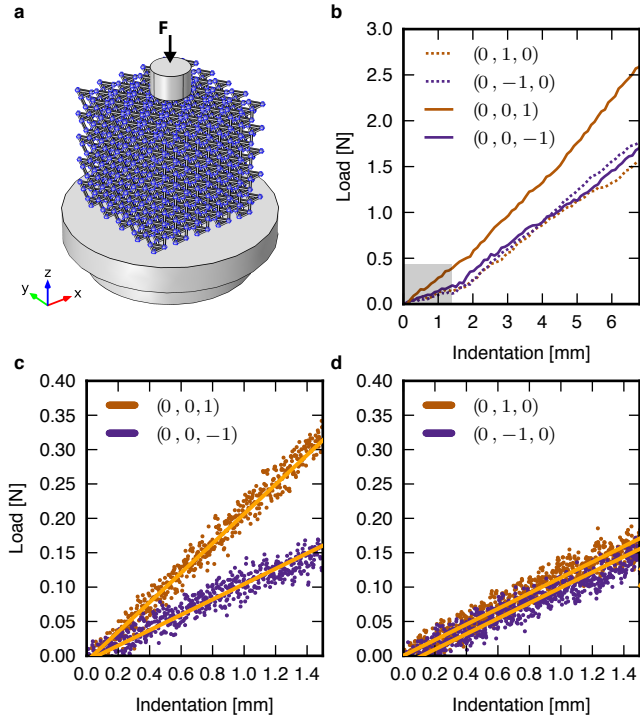 a
F
z
y
x
b
3.0
2.5
2.0
1.5
1.0
0.5
0.0
Load [N]
(0 , 1, 0)
(0 , −1, 0)
(0 , 0, 1)
(0 , 0, −1)
0 1 2 3 4 5 6
Indentation [mm]
c
0.40
0.35
0.30
0.25
0.20
0.15
0.10
0.05
0.00
Load [N]
(0 , 0, 1)
(0 , 0, −1)
0.0 0.2 0.4 0.6 0.8 1.0 1.2 1.4
Indentation [mm]
d
0.40
0.35
0.30
0.25
0.20
0.15
0.10
0.05
0.00
(0 , 1, 0)
(0 , −1, 0)
0.0 0.2 0.4 0.6 0.8 1.0 1.2 1.4
Indentation [mm]